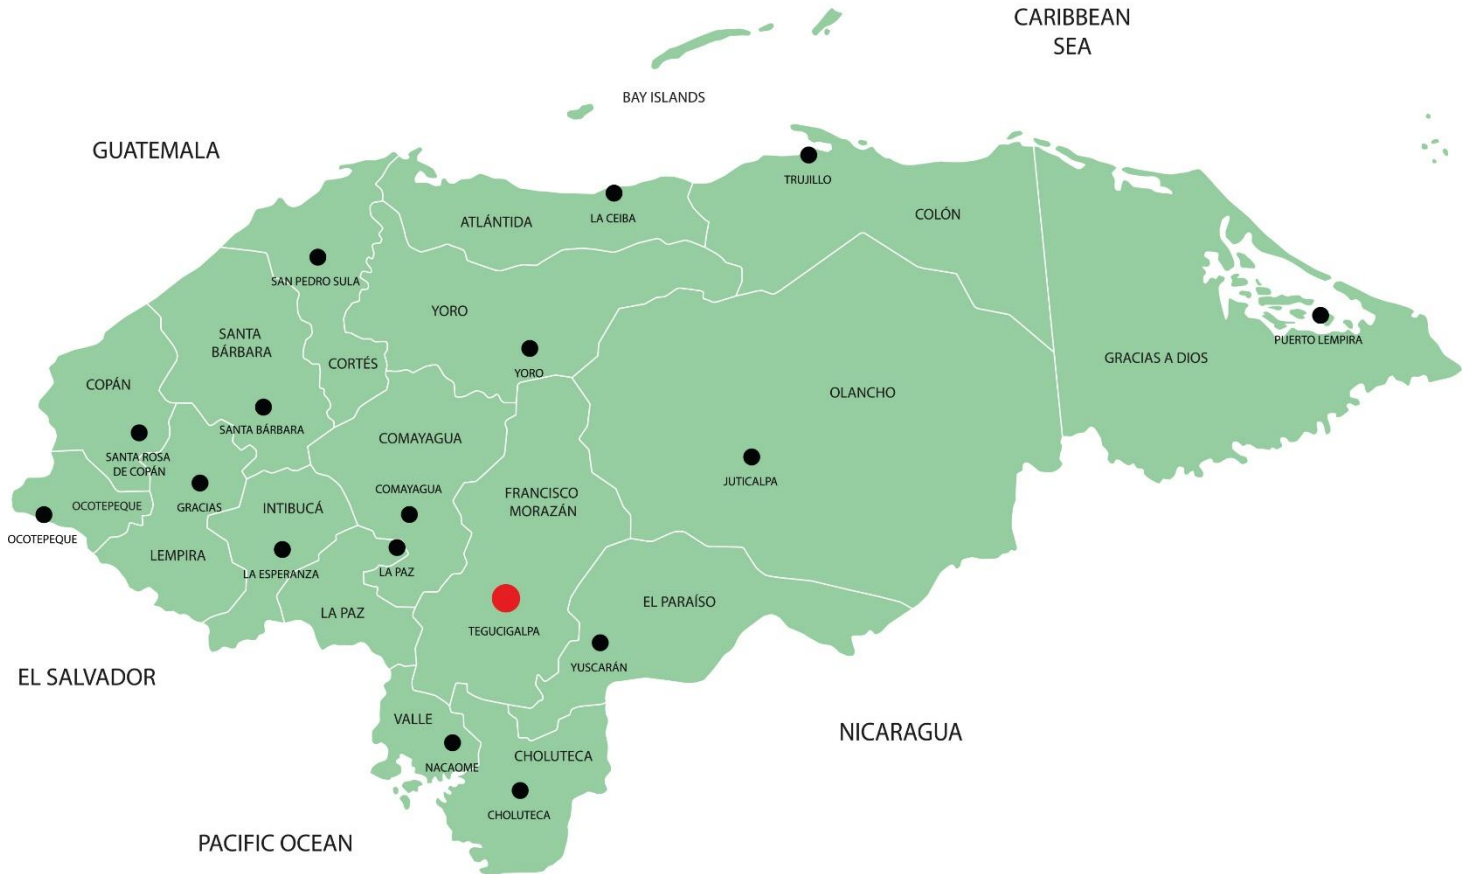 CARIBBEAN
SEA
BAY ISLANDS
GUATEMALA
TRUJILLO
ATLÁNTIDA
LA CEIBA
COLÓN
SAN PEDRO SULA
YORO
SANTA
BÁRBARA
CORTÉS
YORO
PUERTO LEMPIRA
GRACIAS A DIOS
COPÁN
OLANCHO
SANTA BÁRBARA
COMAYAGUA
SANTA ROSA
DE COPÁN
JUTICALPA
COMAYAGUA
FRANCISCO
MORAZÁN
OCOTEPEQUE
GRACIAS
INTIBUCÁ
OCOTEPEQUE
LEMPIRA
LA ESPERANZA
LA PAZ
LA PAZ
EL PARAÍSO
TEGUCIGALPA
YUSCARÁN
EL SALVADOR
VALLE
NICARAGUA
CHOLUTECA
NACAOME
CHOLUTECA
PACIFIC OCEAN